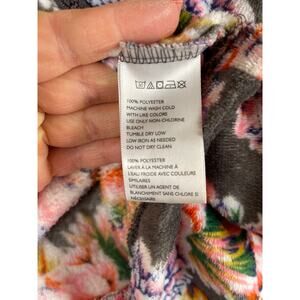 100% POLYESTER
MACHINE WASH COLD
WITH LIKE COLORS
USE ONLY NON-CHLORINE
BLEACH
TUMBLE DRY LOW
LOW IRON AS NEEDED
DO NOT DRY CLEAN
100% POLYESTER
LAVER À LA MACHINE À
L'EAU FROIDE AVEC COULEURS
SIMILAIRES
UTILISER UN AGENT DE
BLANCHIMENT SANS CHLORE SI
NÉCESSAIRE